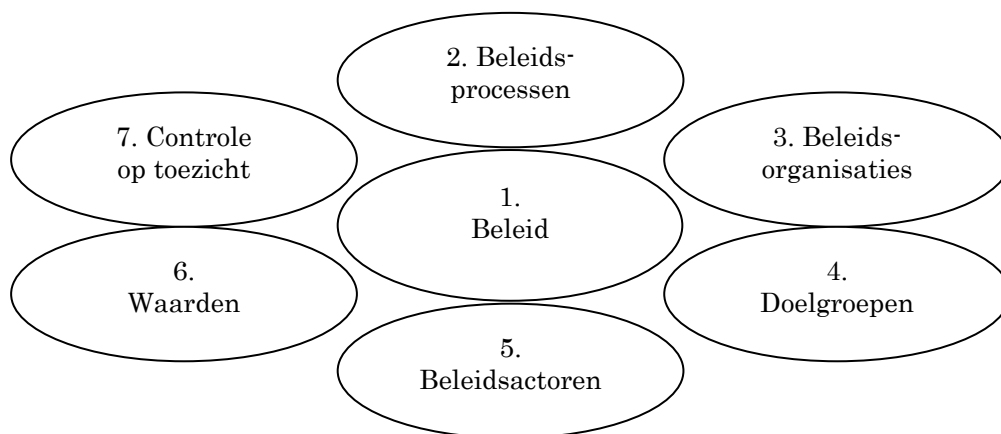 2. Beleids-
processen
7. Controle
op toezicht
3. Beleids-
organisaties
1.
Beleid
6.
Waarden
4.
Doelgroepen
5.
Beleidsactoren